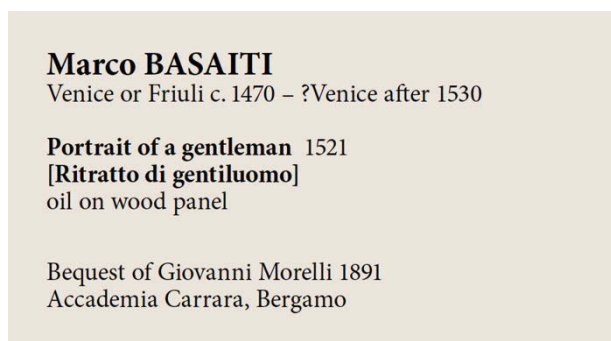 Marco BASAITI
Venice or Friuli c. 1470 – ?Venice after 1530
Portrait of a gentleman 1521
[Ritratto di gentiluomo]
oil on wood panel
Bequest of Giovanni Morelli 1891
Accademia Carrara, Bergamo